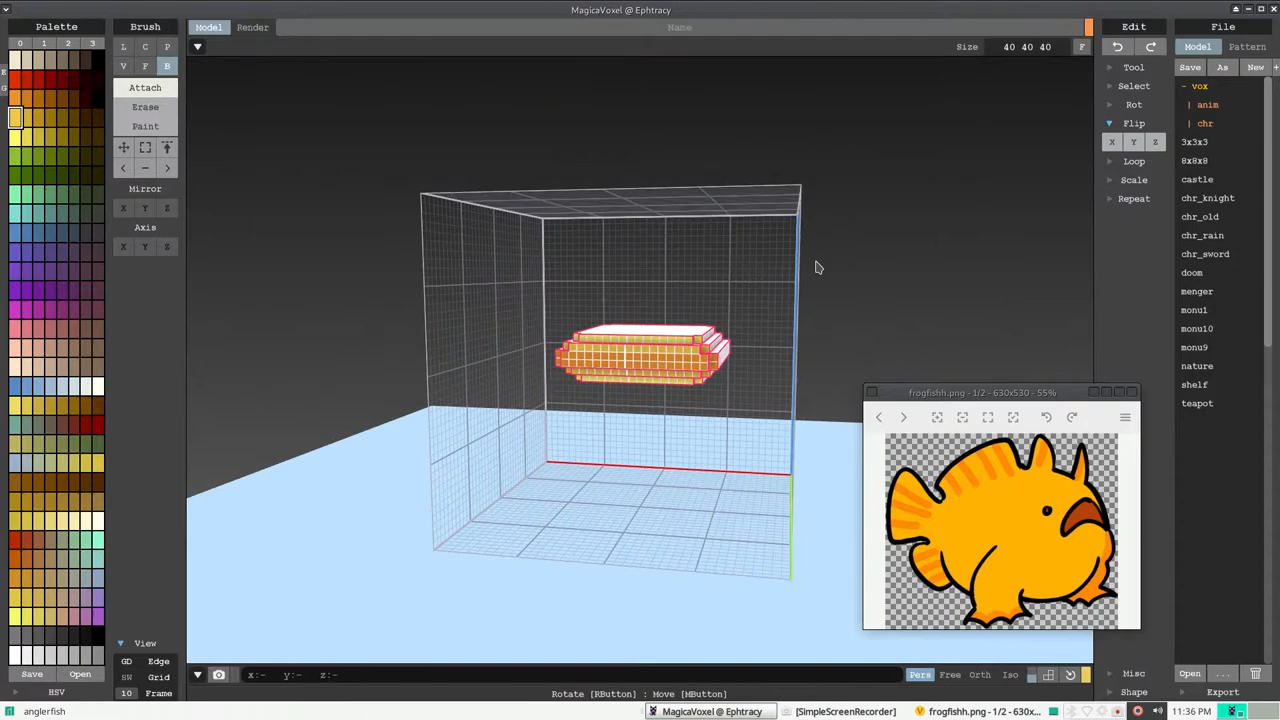 MagicaVoxel @ Ephtracy
Palette
0 1 2 3
E
G
Save Open
HSV
Brush
L C P
V F B
Attach
Erase
Paint
Mirror
X Y Z
Axis
X Y Z
View
GD Edge
SW Grid
10 Frame
Model Render Name
Size 40 40 40 F
x:- y:- z:-
Pers Free Orth Iso
Rotate [RButton] : Move [MButton]
Edit
Tool
Select
Rot
Flip
X Y Z
Loop
Scale
Repeat
Misc
Shape
File
Model Pattern
Save As New +
- vox
| anim
| chr
3x3x3
8x8x8
castle
chr_knight
chr_old
chr_rain
chr_sword
doom
menger
monu1
monu10
monu9
nature
shelf
teapot
Open ...
Export
frogfishh.png - 1/2 - 630x530 - 55%
anglerfish
MagicaVoxel @ Ephtracy
[SimpleScreenRecorder]
frogfishh.png - 1/2 - 630x...
11:36 PM